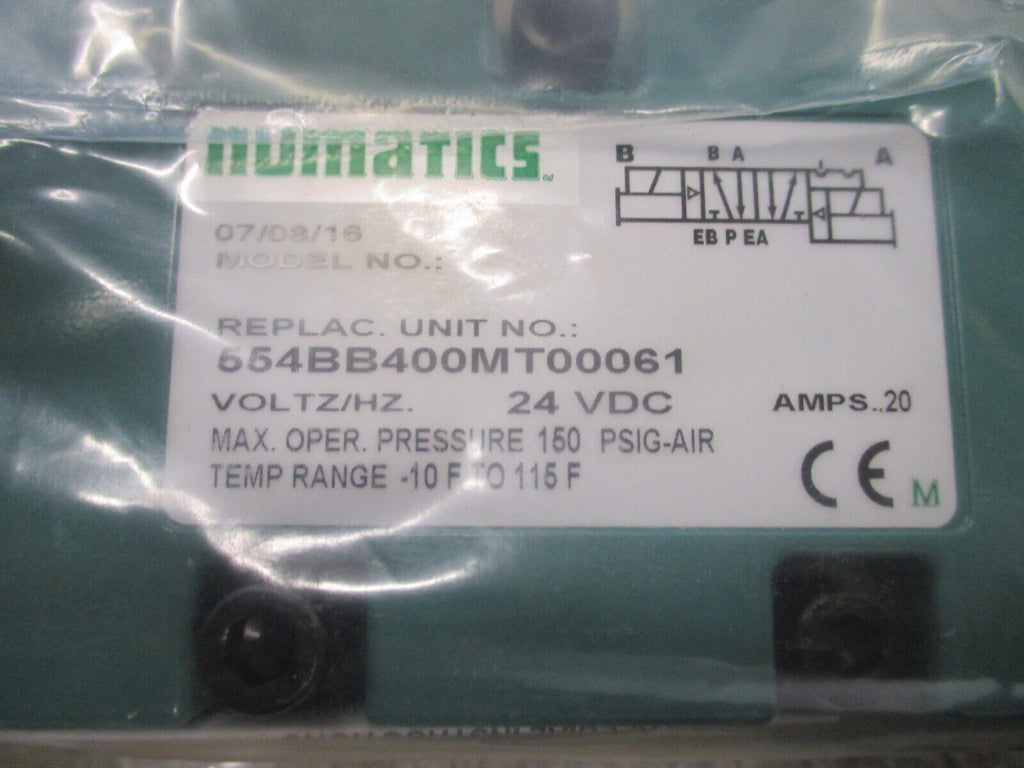 numatics
B B A A
EB P EA
07/08/16
MODEL NO.:
REPLAC. UNIT NO.:
554BB400MT00061
VOLTZ/HZ. 24 VDC AMPS..20
MAX. OPER. PRESSURE 150 PSIG-AIR
TEMP RANGE -10 F TO 115 F
CE M